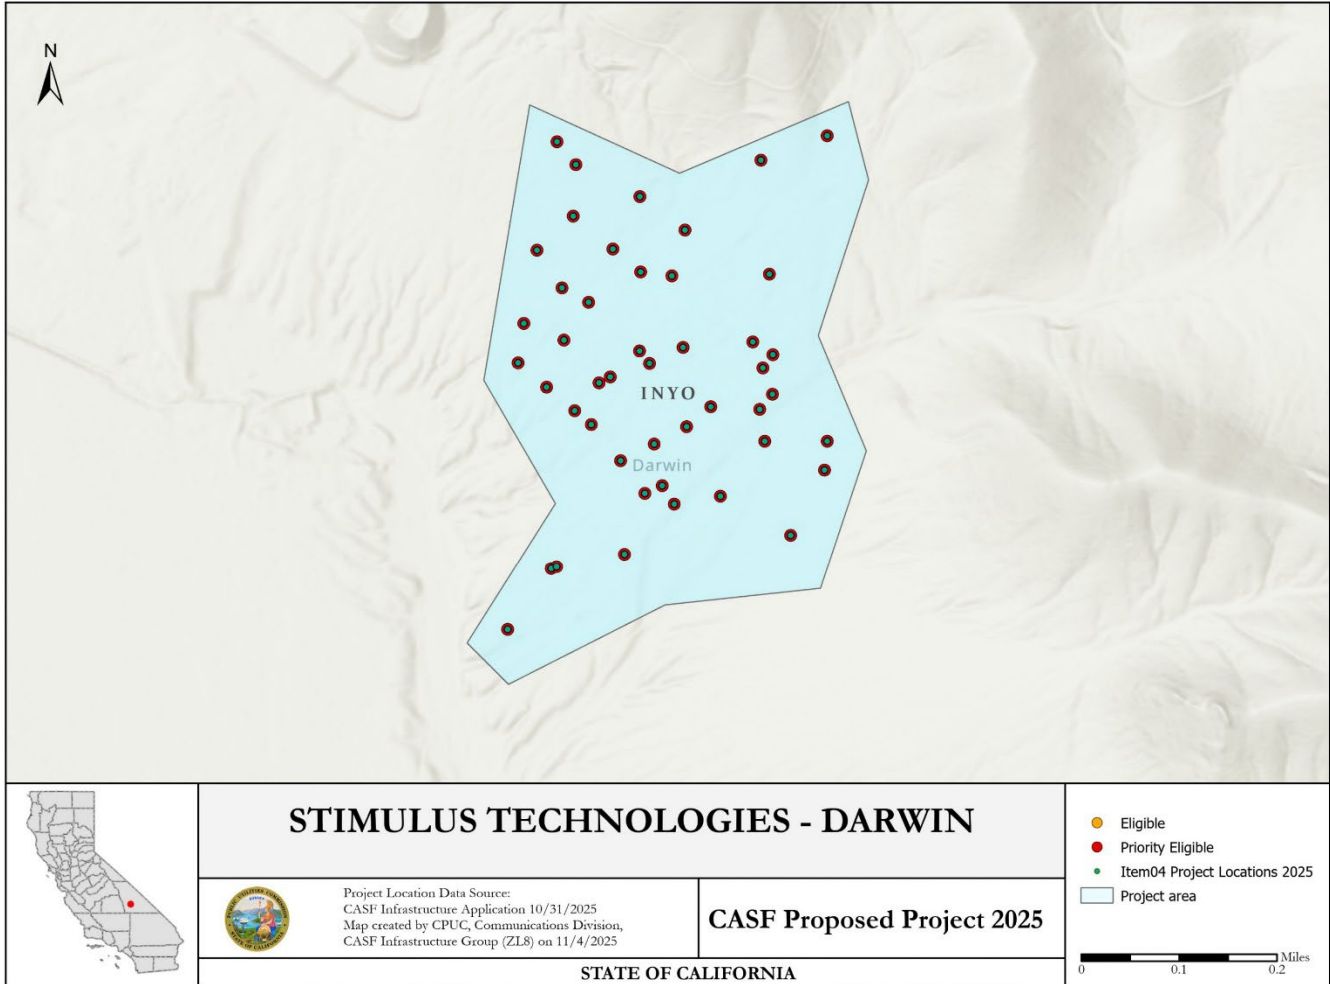 N
INYO
Darwin
STIMULUS TECHNOLOGIES - DARWIN
Project Location Data Source:
CASF Infrastructure Application 10/31/2025
Map created by CPUC, Communications Division,
CASF Infrastructure Group (ZL8) on 11/4/2025
CASF Proposed Project 2025
STATE OF CALIFORNIA
Eligible
Priority Eligible
Item04 Project Locations 2025
Project area
Miles
0 0.1 0.2